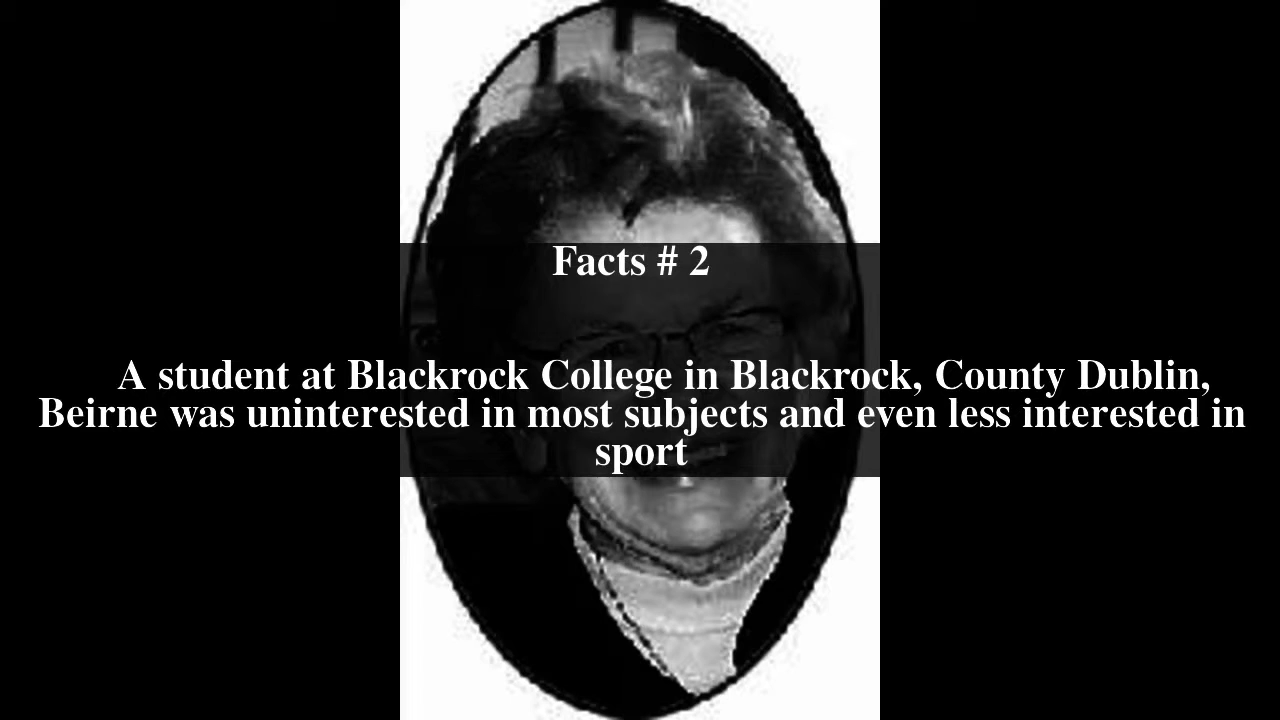 Facts # 2
A student at Blackrock College in Blackrock, County Dublin,
Beirne was uninterested in most subjects and even less interested in
sport